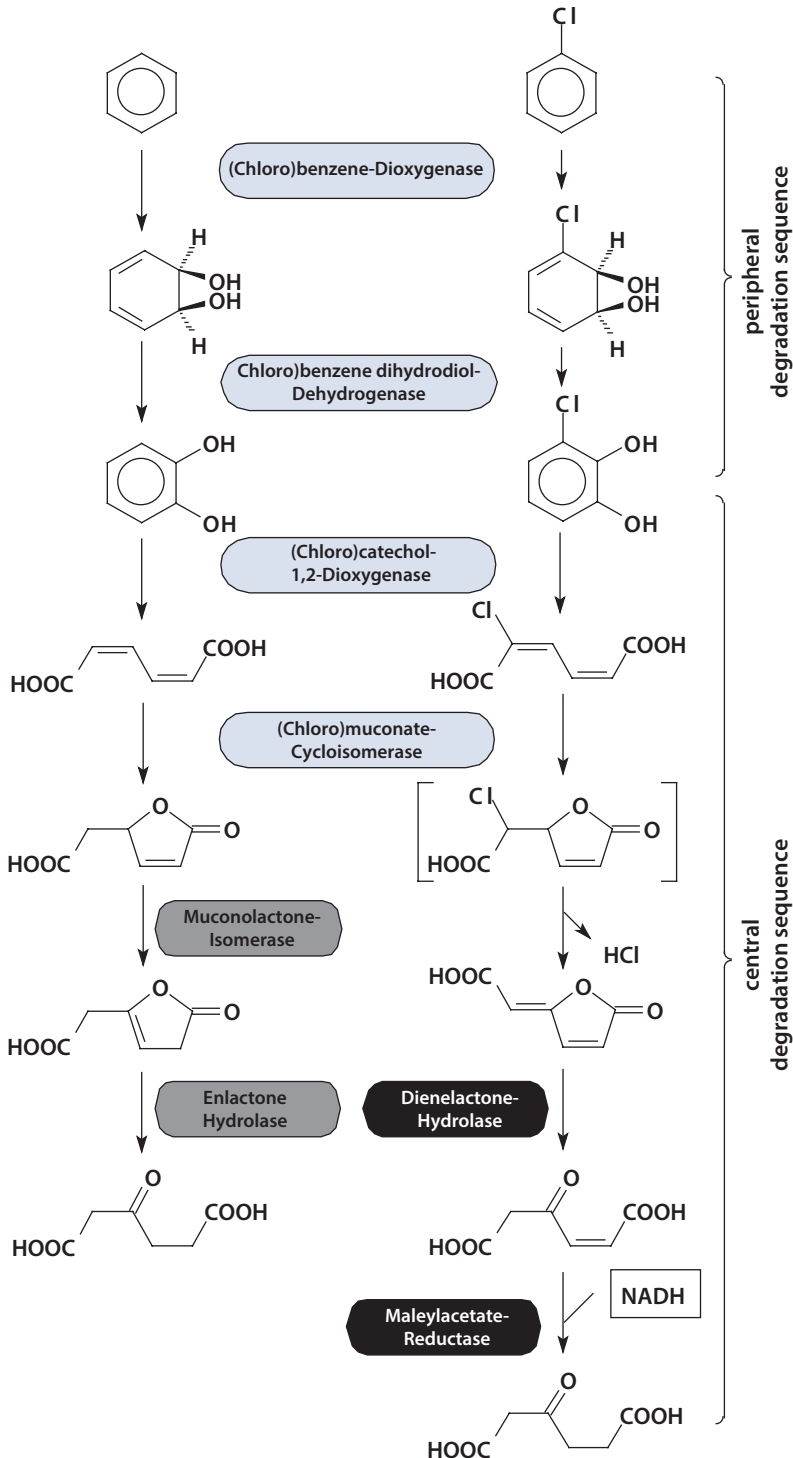 Cl
(Chloro)benzene-Dioxygenase
H
OH
OH
H
Cl
H
OH
OH
H
peripheral
degradation sequence
Chloro)benzene dihydrodiol-
Dehydrogenase
OH
OH
Cl
OH
OH
(Chloro)catechol-
1,2-Dioxygenase
COOH
HOOC
Cl
COOH
HOOC
(Chloro)muconate-
Cycloisomerase
O
O
HOOC
Cl
O
O
HOOC
Muconolactone-
Isomerase
HCl
central
degradation sequence
O
O
HOOC
HOOC
O
O
Enlactone
Hydrolase
Dienelactone-
Hydrolase
O
COOH
HOOC
O
COOH
HOOC
NADH
Maleylacetate-
Reductase
O
COOH
HOOC